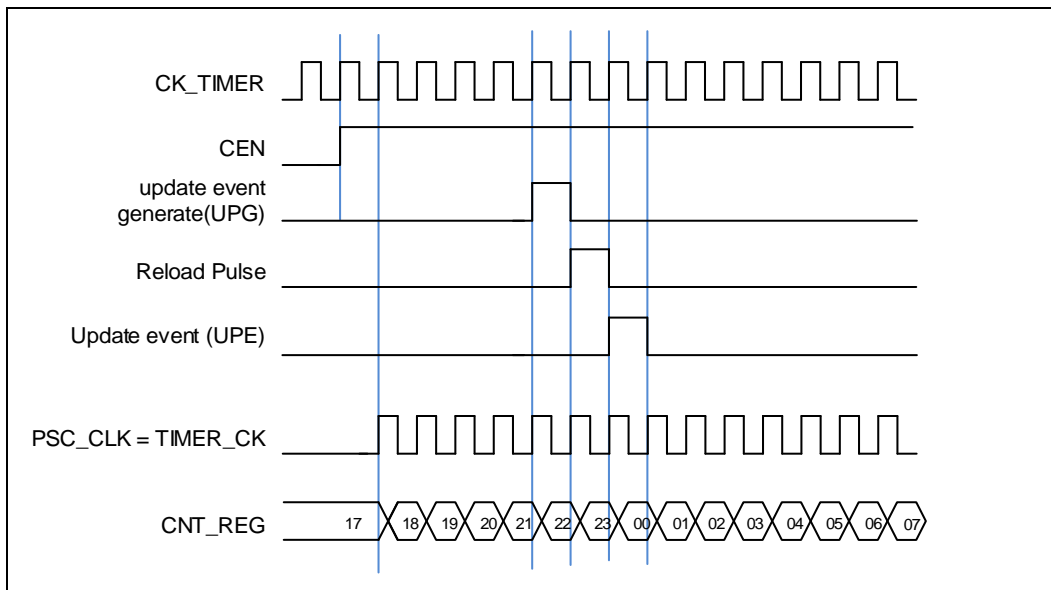 CK_TIMER
CEN
update event
generate(UPG)
Reload Pulse
Update event (UPE)
PSC_CLK = TIMER_CK
CNT_REG 17 18 19 20 21 22 23 00 01 02 03 04 05 06 07